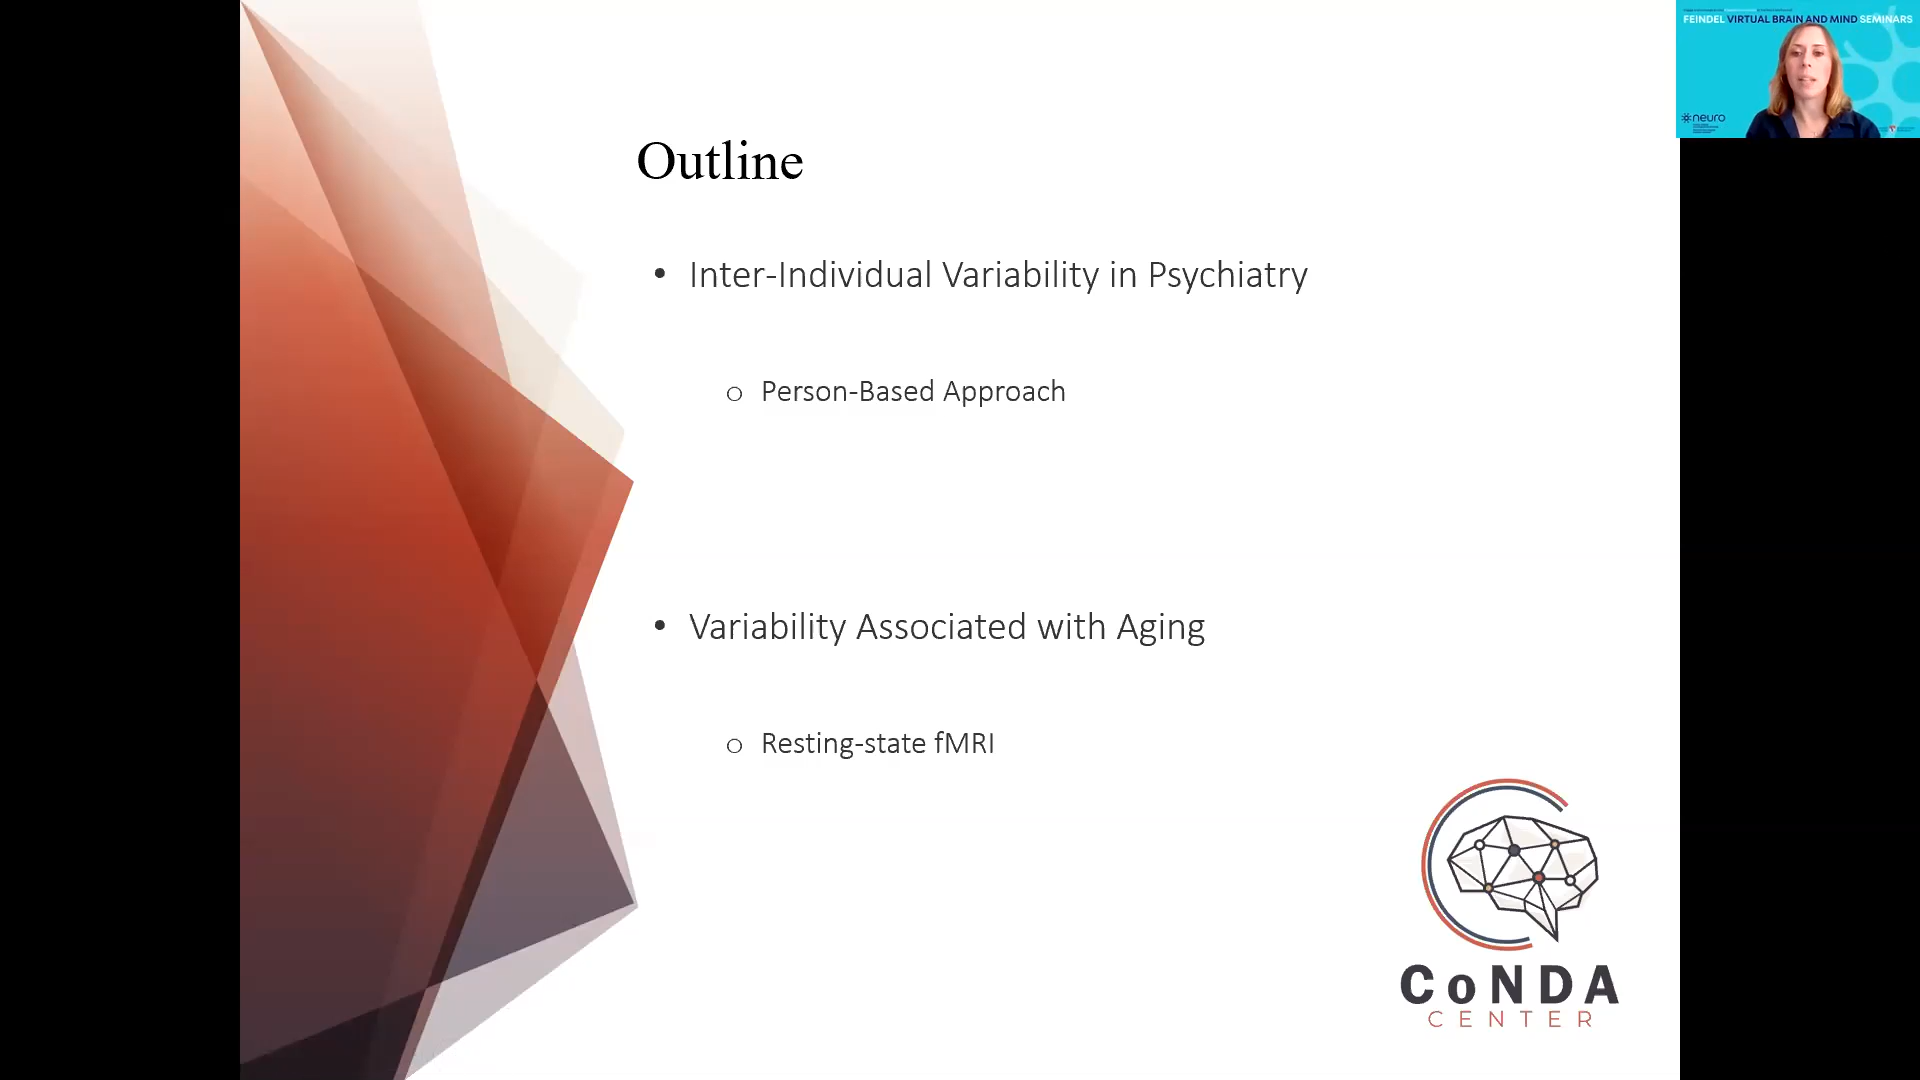 FEINDEL VIRTUAL BRAIN AND MIND SEMINARS
neuro
Outline
• Inter-Individual Variability in Psychiatry
o Person-Based Approach
• Variability Associated with Aging
o Resting-state fMRI
CoNDA
CENTER